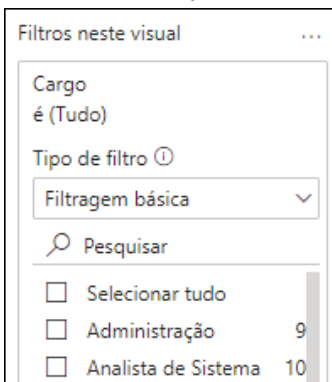 Filtros neste visual ...
Cargo
é (Tudo)
Tipo de filtro
Filtragem básica
Pesquisar
Selecionar tudo
Administração 9
Analista de Sistema 10